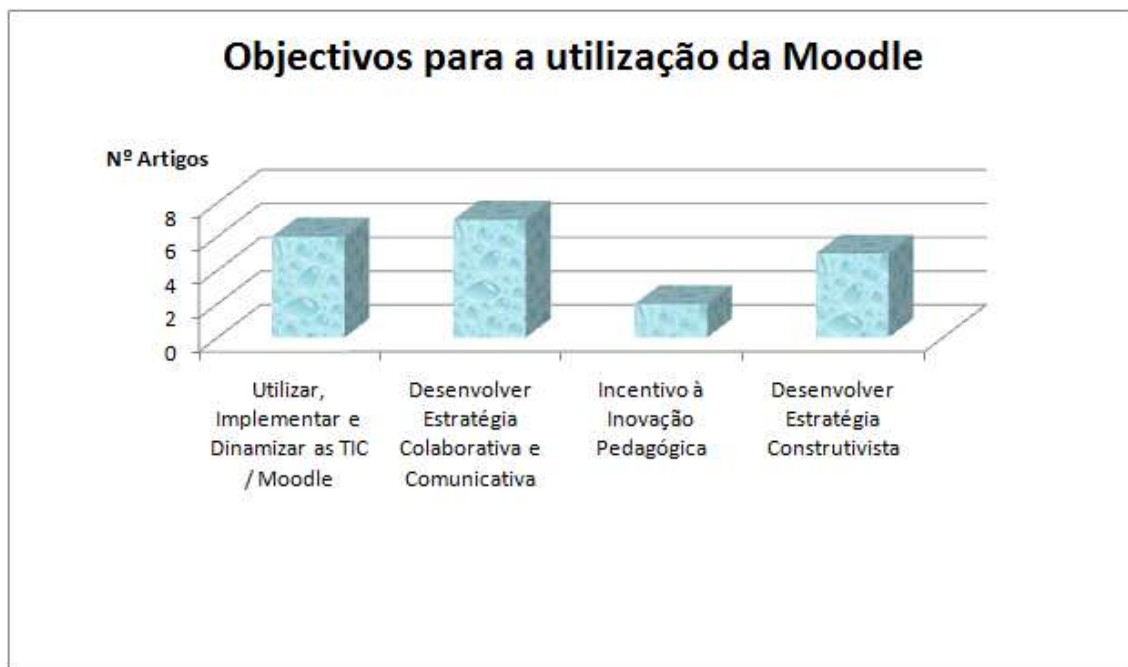 Objectivos para a utilização da Moodle
Nº Artigos
8
6
4
2
0
Utilizar,
Implementar e
Dinamizar as TIC
/ Moodle
Desenvolver
Estratégia
Colaborativa e
Comunicativa
Incentivo à
Inovação
Pedagógica
Desenvolver
Estratégia
Construtivista